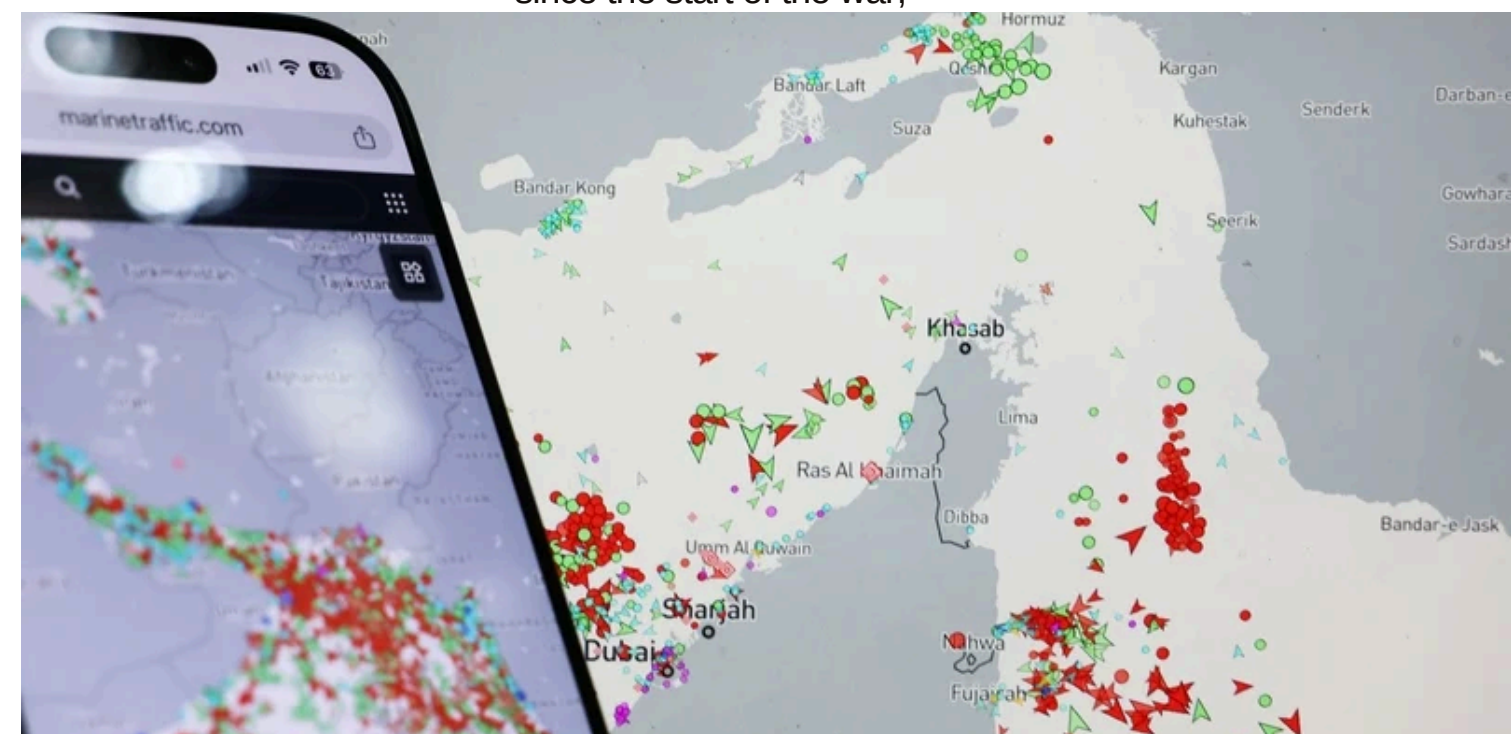 since the start of the war,
Hormuz
Kargan
Qeshm
Bandar Laft
Darban-e
Senderk
Kuhestak
Suza
63
marinetraffic.com
Bandar Kong
Gowhara
Seerik
Sardash
Turkmenistan
Tajikistan
Khasab
Afghanistan
Lima
Ras Al Khaimah
Pakistan
Dibba
Bandar-e Jask
Umm Al Quwain
Sharjah
Dubai
Nahwa
Fujairah